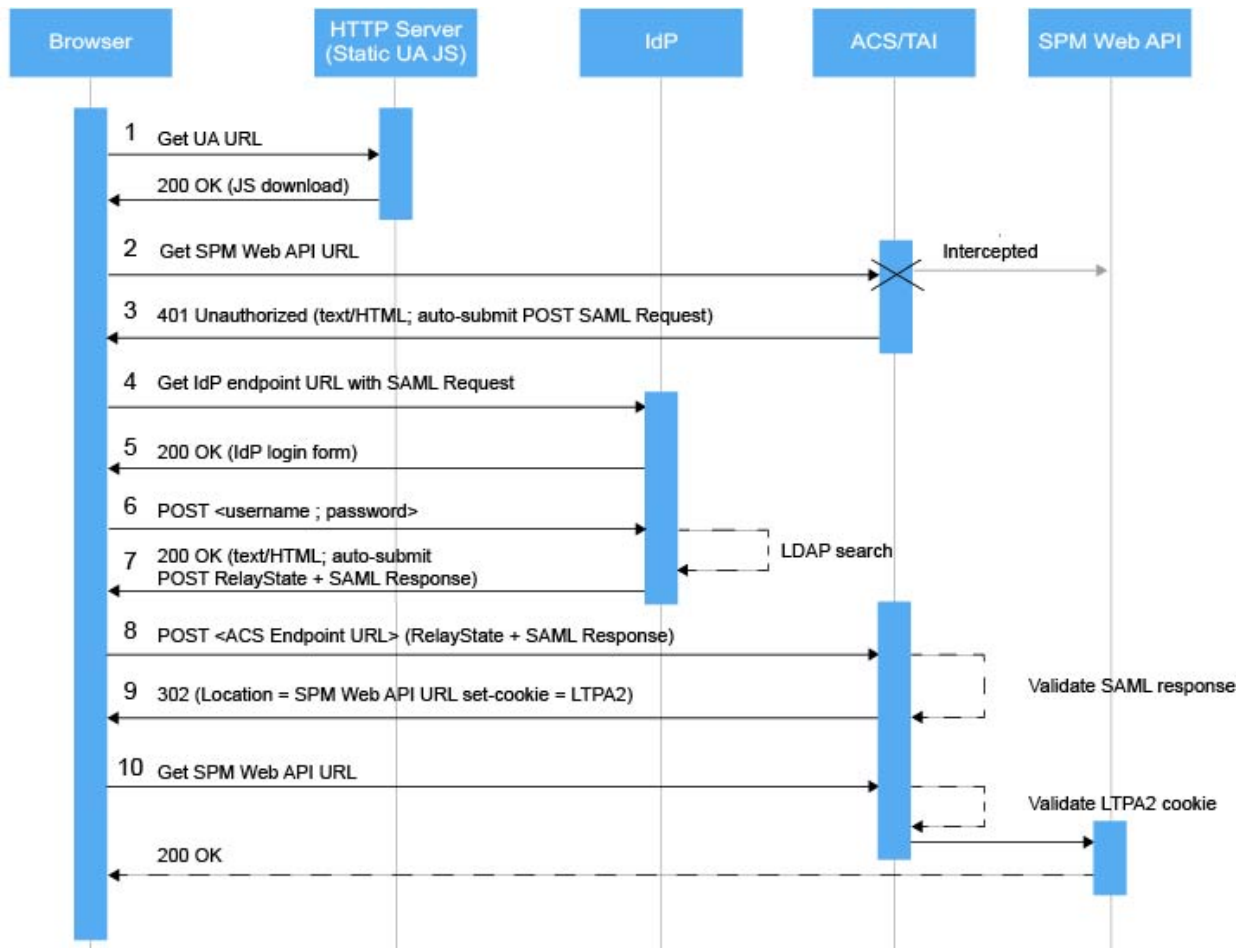 Browser
HTTP Server
(Static UA JS)
IdP
ACS/TAI
SPM Web API
1 Get UA URL
200 OK (JS download)
2 Get SPM Web API URL
Intercepted
3 401 Unauthorized (text/HTML; auto-submit POST SAML Request)
4 Get IdP endpoint URL with SAML Request
5 200 OK (IdP login form)
6 POST <username ; password>
LDAP search
7 200 OK (text/HTML; auto-submit
POST RelayState + SAML Response)
8 POST <ACS Endpoint URL> (RelayState + SAML Response)
Validate SAML response
9 302 (Location = SPM Web API URL set-cookie = LTPA2)
10 Get SPM Web API URL
Validate LTPA2 cookie
200 OK